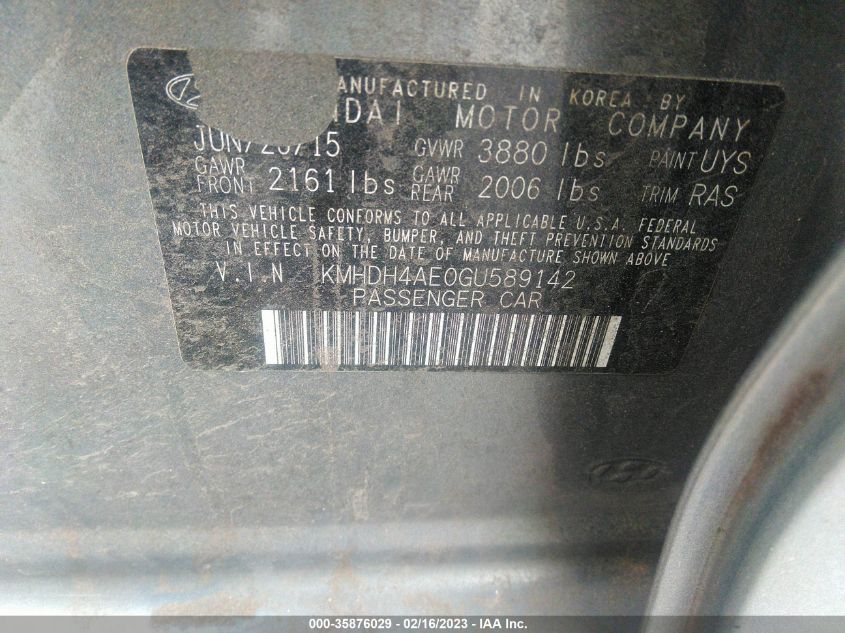 MANUFACTURED IN KOREA BY
MOTOR COMPANY
GVWR 3880 lbs PAINT UYS
GAWR FRONT 2161 lbs GAWR REAR 2006 lbs TRIM RAS
THIS VEHICLE CONFORMS TO ALL APPLICABLE U.S.A. FEDERAL
MOTOR VEHICLE SAFETY, BUMPER, AND THEFT PREVENTION STANDARDS
IN EFFECT ON THE DATE OF MANUFACTURE SHOWN ABOVE
V.I.N KMHDH4AE0GU589142
PASSENGER CAR
000-35876029 - 02/16/2023 - IAA Inc.